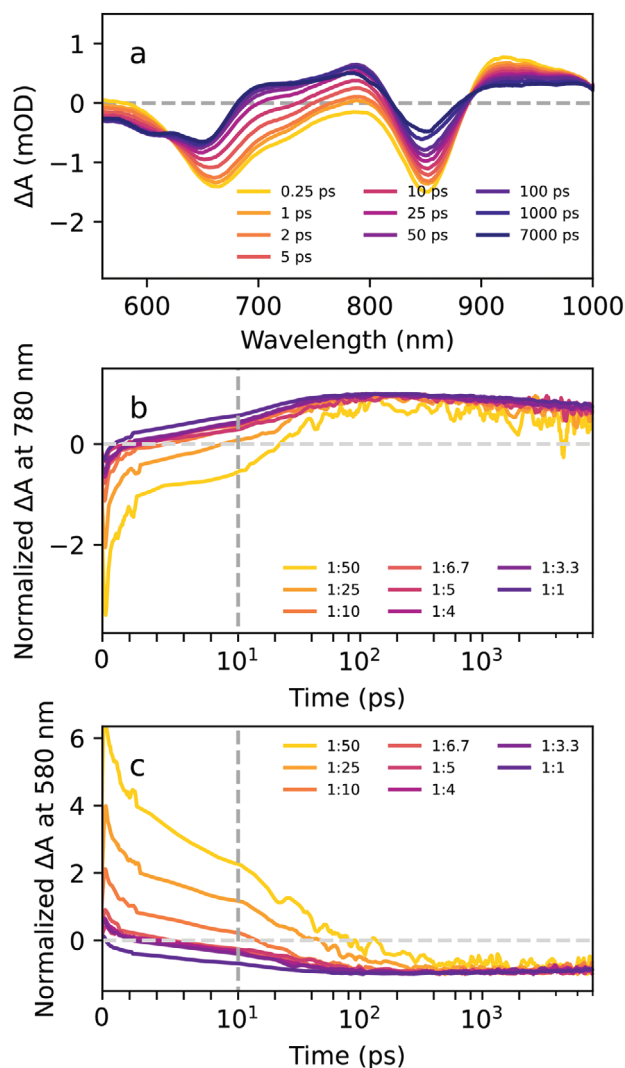 a
1
0
−1
−2
ΔA (mOD)
0.25 ps 10 ps 100 ps
1 ps 25 ps 1000 ps
2 ps 50 ps 7000 ps
5 ps
600 700 800 900 1000
Wavelength (nm)
b
0
−2
Normalized ΔA at 780 nm
1:50 1:6.7 1:3.3
1:25 1:5 1:1
1:10 1:4
0 10¹ 10² 10³
Time (ps)
c
6
4
2
0
Normalized ΔA at 580 nm
1:50 1:6.7 1:3.3
1:25 1:5 1:1
1:10 1:4
0 10¹ 10² 10³
Time (ps)